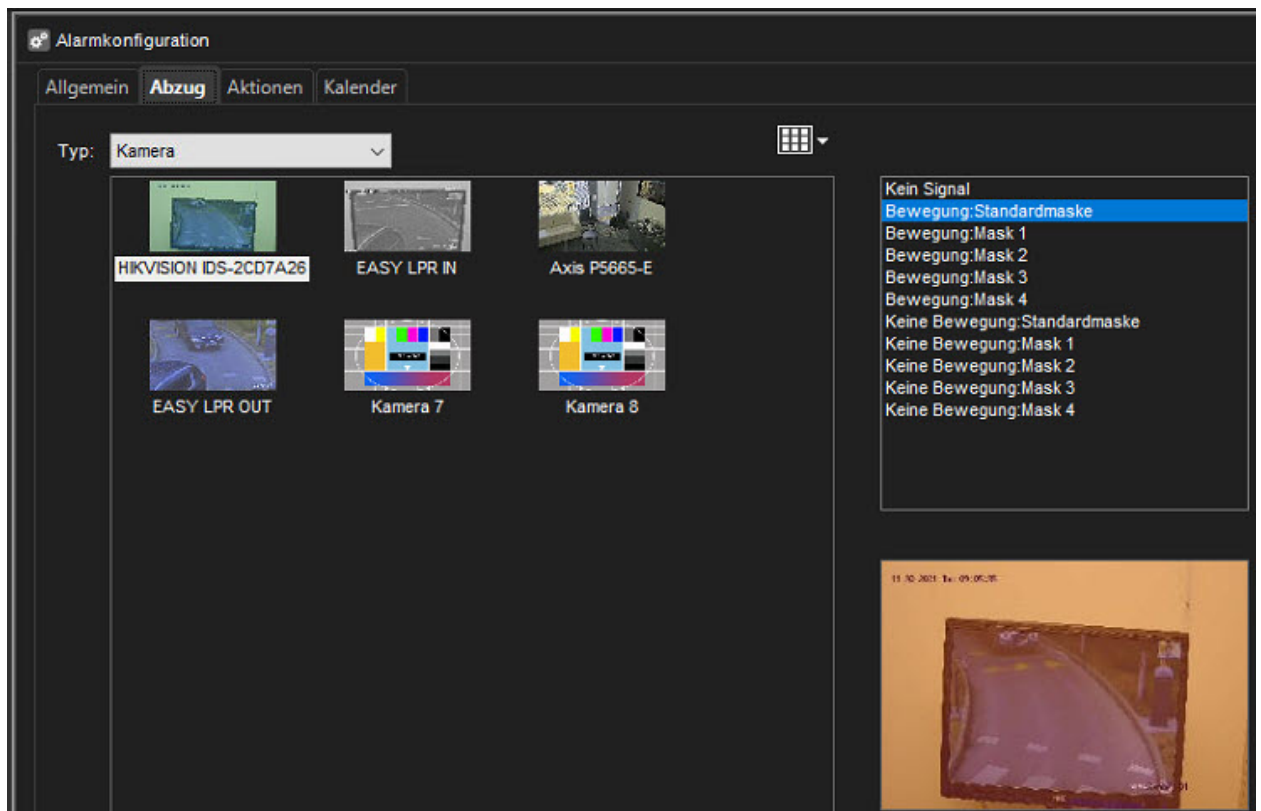 Alarmkonfiguration
Allgemein Abzug Aktionen Kalender
Typ: Kamera
HIKVISION IDS-2CD7A26 EASY LPR IN Axis P5665-E
EASY LPR OUT Kamera 7 Kamera 8
Kein Signal
Bewegung:Standardmaske
Bewegung:Mask 1
Bewegung:Mask 2
Bewegung:Mask 3
Bewegung:Mask 4
Keine Bewegung:Standardmaske
Keine Bewegung:Mask 1
Keine Bewegung:Mask 2
Keine Bewegung:Mask 3
Keine Bewegung:Mask 4